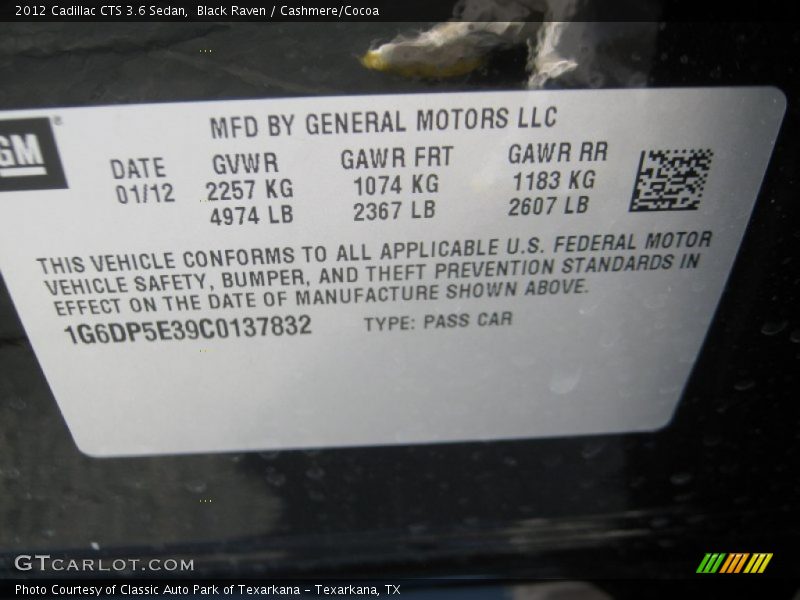 2012 Cadillac CTS 3.6 Sedan, Black Raven / Cashmere/Cocoa
GM®
MFD BY GENERAL MOTORS LLC
DATE GVWR GAWR FRT GAWR RR
01/12 2257 KG 1074 KG 1183 KG
4974 LB 2367 LB 2607 LB
THIS VEHICLE CONFORMS TO ALL APPLICABLE U.S. FEDERAL MOTOR
VEHICLE SAFETY, BUMPER, AND THEFT PREVENTION STANDARDS IN
EFFECT ON THE DATE OF MANUFACTURE SHOWN ABOVE.
1G6DP5E39C0137832 TYPE: PASS CAR
GTCARLOT.COM
Photo Courtesy of Classic Auto Park of Texarkana - Texarkana, TX